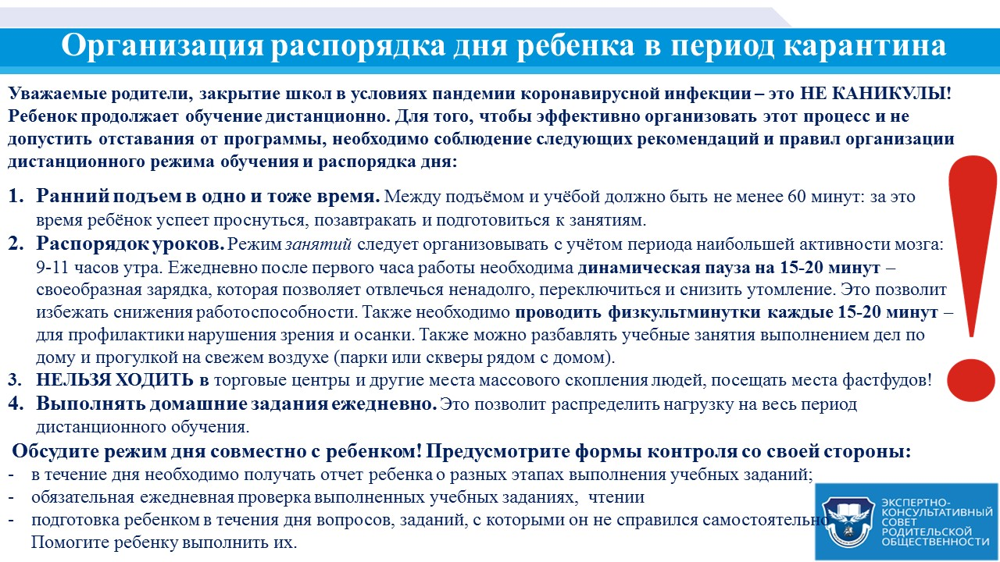 Организация распорядка дня ребенка в период карантина
Уважаемые родители, закрытие школ в условиях пандемии коронавирусной инфекции – это НЕ КАНИКУЛЫ!
Ребенок продолжает обучение дистанционно. Для того, чтобы эффективно организовать этот процесс и не
допустить отставания от программы, необходимо соблюдение следующих рекомендаций и правил организации
дистанционного режима обучения и распорядка дня:
1. Ранний подъем в одно и тоже время. Между подъёмом и учёбой должно быть не менее 60 минут: за это
время ребёнок успеет проснуться, позавтракать и подготовиться к занятиям.
2. Распорядок уроков. Режим занятий следует организовывать с учётом периода наибольшей активности мозга:
9-11 часов утра. Ежедневно после первого часа работы необходима динамическая пауза на 15-20 минут –
своеобразная зарядка, которая позволяет отвлечься ненадолго, переключиться и снизить утомление. Это позволит
избежать снижения работоспособности. Также необходимо проводить физкультминутки каждые 15-20 минут –
для профилактики нарушения зрения и осанки. Также можно разбавлять учебные занятия выполнением дел по
дому и прогулкой на свежем воздухе (парки или скверы рядом с домом).
3. НЕЛЬЗЯ ХОДИТЬ в торговые центры и другие места массового скопления людей, посещать места фастфудов!
4. Выполнять домашние задания ежедневно. Это позволит распределить нагрузку на весь период
дистанционного обучения.
Обсудите режим дня совместно с ребенком! Предусмотрите формы контроля со своей стороны:
- в течение дня необходимо получать отчет ребенка о разных этапах выполнения учебных заданий;
- обязательная ежедневная проверка выполненных учебных заданиях, чтении
- подготовка ребенком в течения дня вопросов, заданий, с которыми он не справился самостоятельно
Помогите ребенку выполнить их.
ЭКСПЕРТНО-
КОНСУЛЬТАТИВНЫЙ
СОВЕТ
РОДИТЕЛЬСКОЙ
ОБЩЕСТВЕННОСТИ